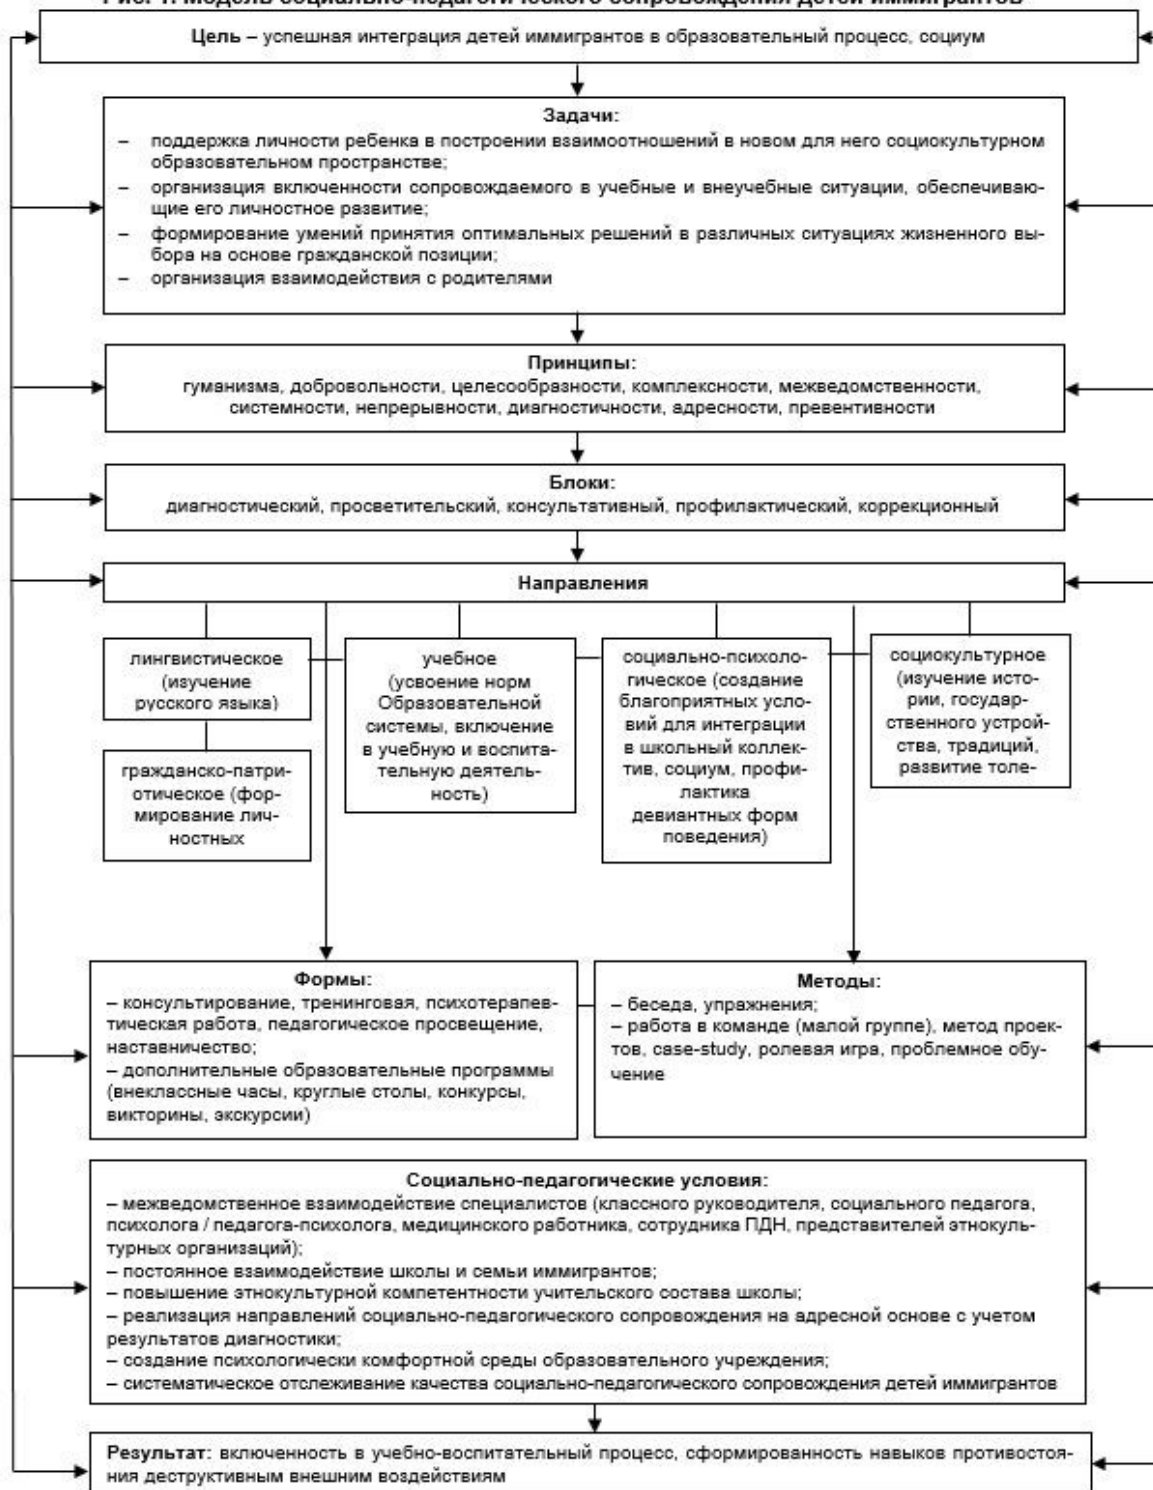 Рис. 1. Модель социально-педагогического сопровождения детей иммигрантов
Цель – успешная интеграция детей иммигрантов в образовательный процесс, социум
Задачи:
– поддержка личности ребенка в построении взаимоотношений в новом для него социокультурном
образовательном пространстве;
– организация включенности сопровождаемого в учебные и внеучебные ситуации, обеспечиваю-
щие его личностное развитие;
– формирование умений принятия оптимальных решений в различных ситуациях жизненного вы-
бора на основе гражданской позиции;
– организация взаимодействия с родителями
Принципы:
гуманизма, добровольности, целесообразности, комплексности, межведомственности,
системности, непрерывности, диагностичности, адресности, превентивности
Блоки:
диагностический, просветительский, консультативный, профилактический, коррекционный
Направления
лингвистическое
(изучение
русского языка)
гражданско-патри-
отическое (фор-
мирование лич-
ностных
учебное
(усвоение норм
Образовательной
системы, включение
в учебную и воспита-
тельную деятель-
ность)
социально-психоло-
гическое (создание
благоприятных усло-
вий для интеграции
в школьный коллек-
тив, социум, профи-
лактика
девиантных форм
поведения)
социокультурное
(изучение исто-
рии, государ-
ственного устрой-
ства, традиций,
развитие толе-
Формы:
– консультирование, тренинговая, психотерапев-
тическая работа, педагогическое просвещение,
наставничество;
– дополнительные образовательные программы
(внеклассные часы, круглые столы, конкурсы,
викторины, экскурсии)
Методы:
– беседа, упражнения;
– работа в команде (малой группе), метод проек-
тов, case-study, ролевая игра, проблемное обу-
чение
Социально-педагогические условия:
– межведомственное взаимодействие специалистов (классного руководителя, социального педагога,
психолога / педагога-психолога, медицинского работника, сотрудника ПДН, представителей этнокуль-
турных организаций);
– постоянное взаимодействие школы и семьи иммигрантов;
– повышение этнокультурной компетентности учительского состава школы;
– реализация направлений социально-педагогического сопровождения на адресной основе с учетом
результатов диагностики;
– создание психологически комфортной среды образовательного учреждения;
– систематическое отслеживание качества социально-педагогического сопровождения детей иммигрантов
Результат: включенность в учебно-воспитательный процесс, сформированность навыков противостоя-
ния деструктивным внешним воздействиям